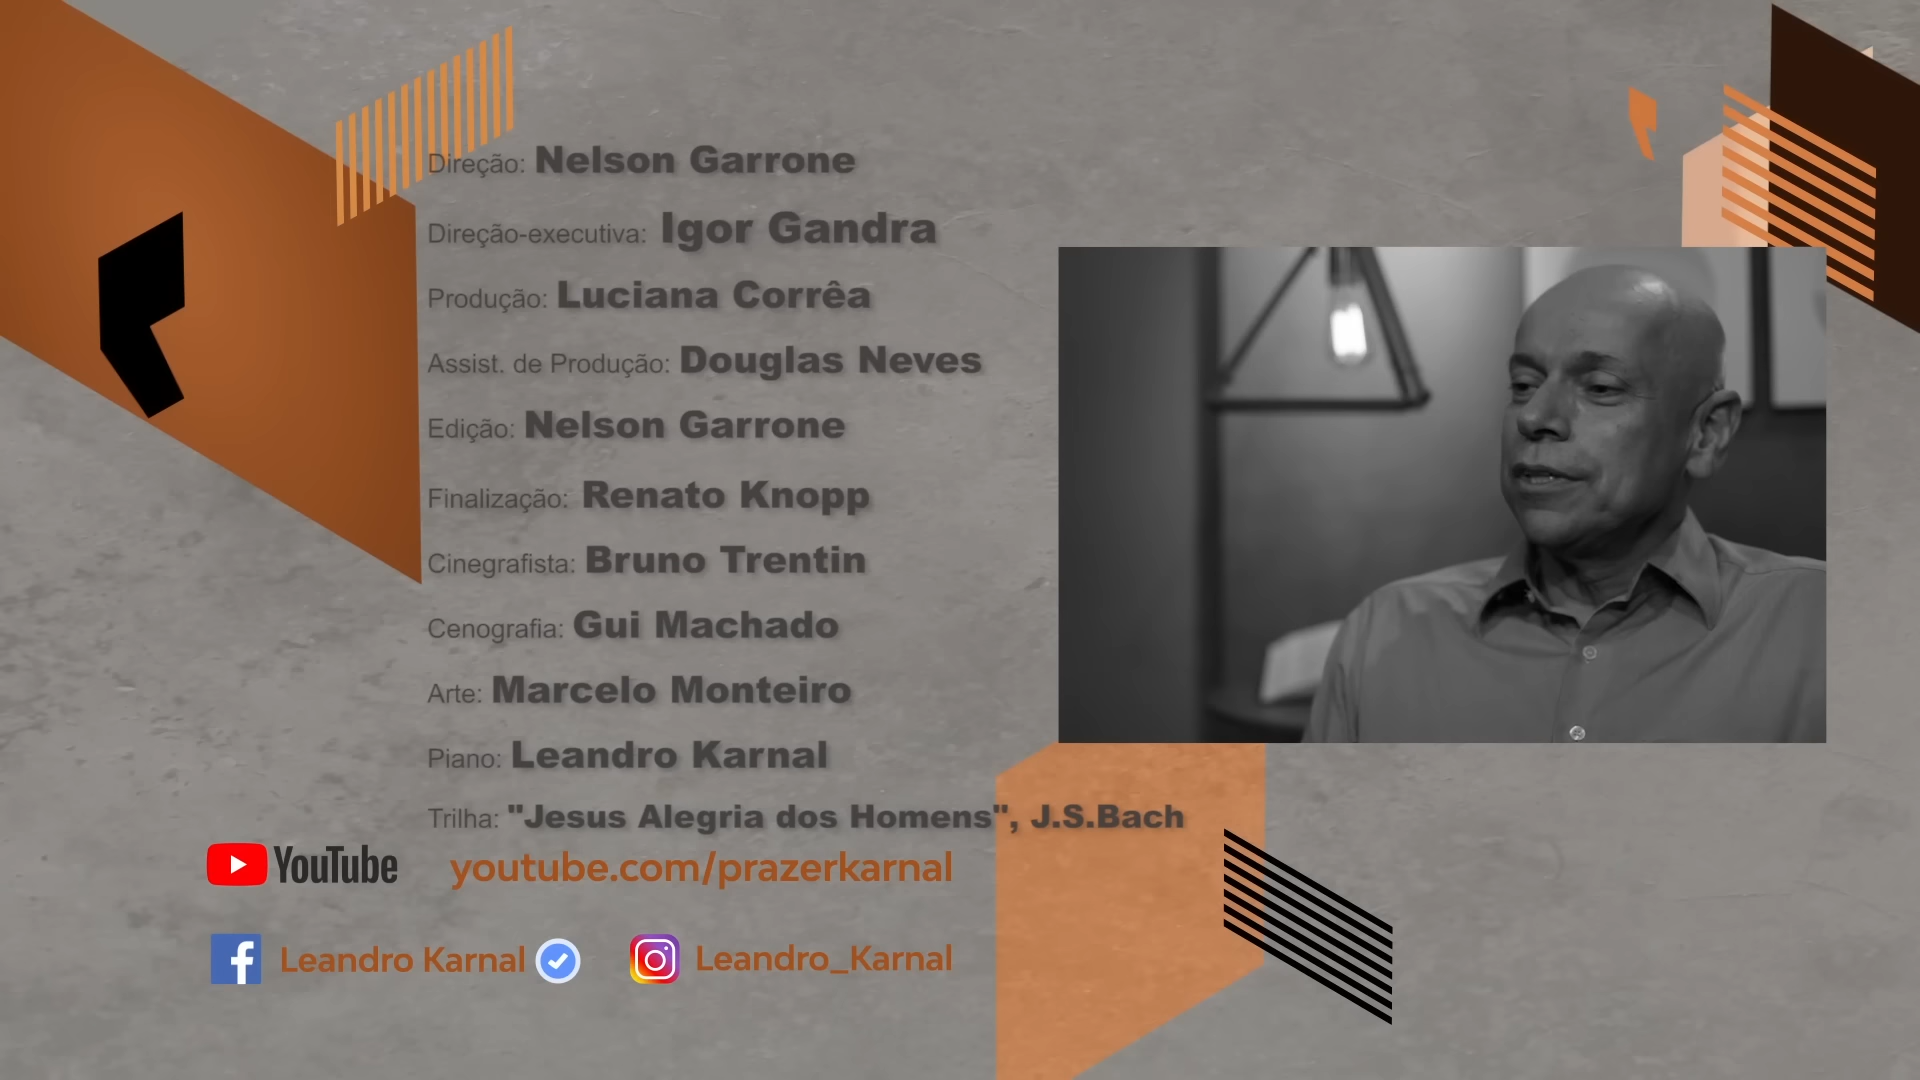 Direção: Nelson Garrone
Direção-executiva: Igor Gandra
Produção: Luciana Corrêa
Assist. de Produção: Douglas Neves
Edição: Nelson Garrone
Finalização: Renato Knopp
Cinegrafista: Bruno Trentin
Cenografia: Gui Machado
Arte: Marcelo Monteiro
Piano: Leandro Karnal
Trilha: "Jesus Alegria dos Homens", J.S.Bach
YouTube youtube.com/prazerkarnal
Leandro Karnal Leandro_Karnal